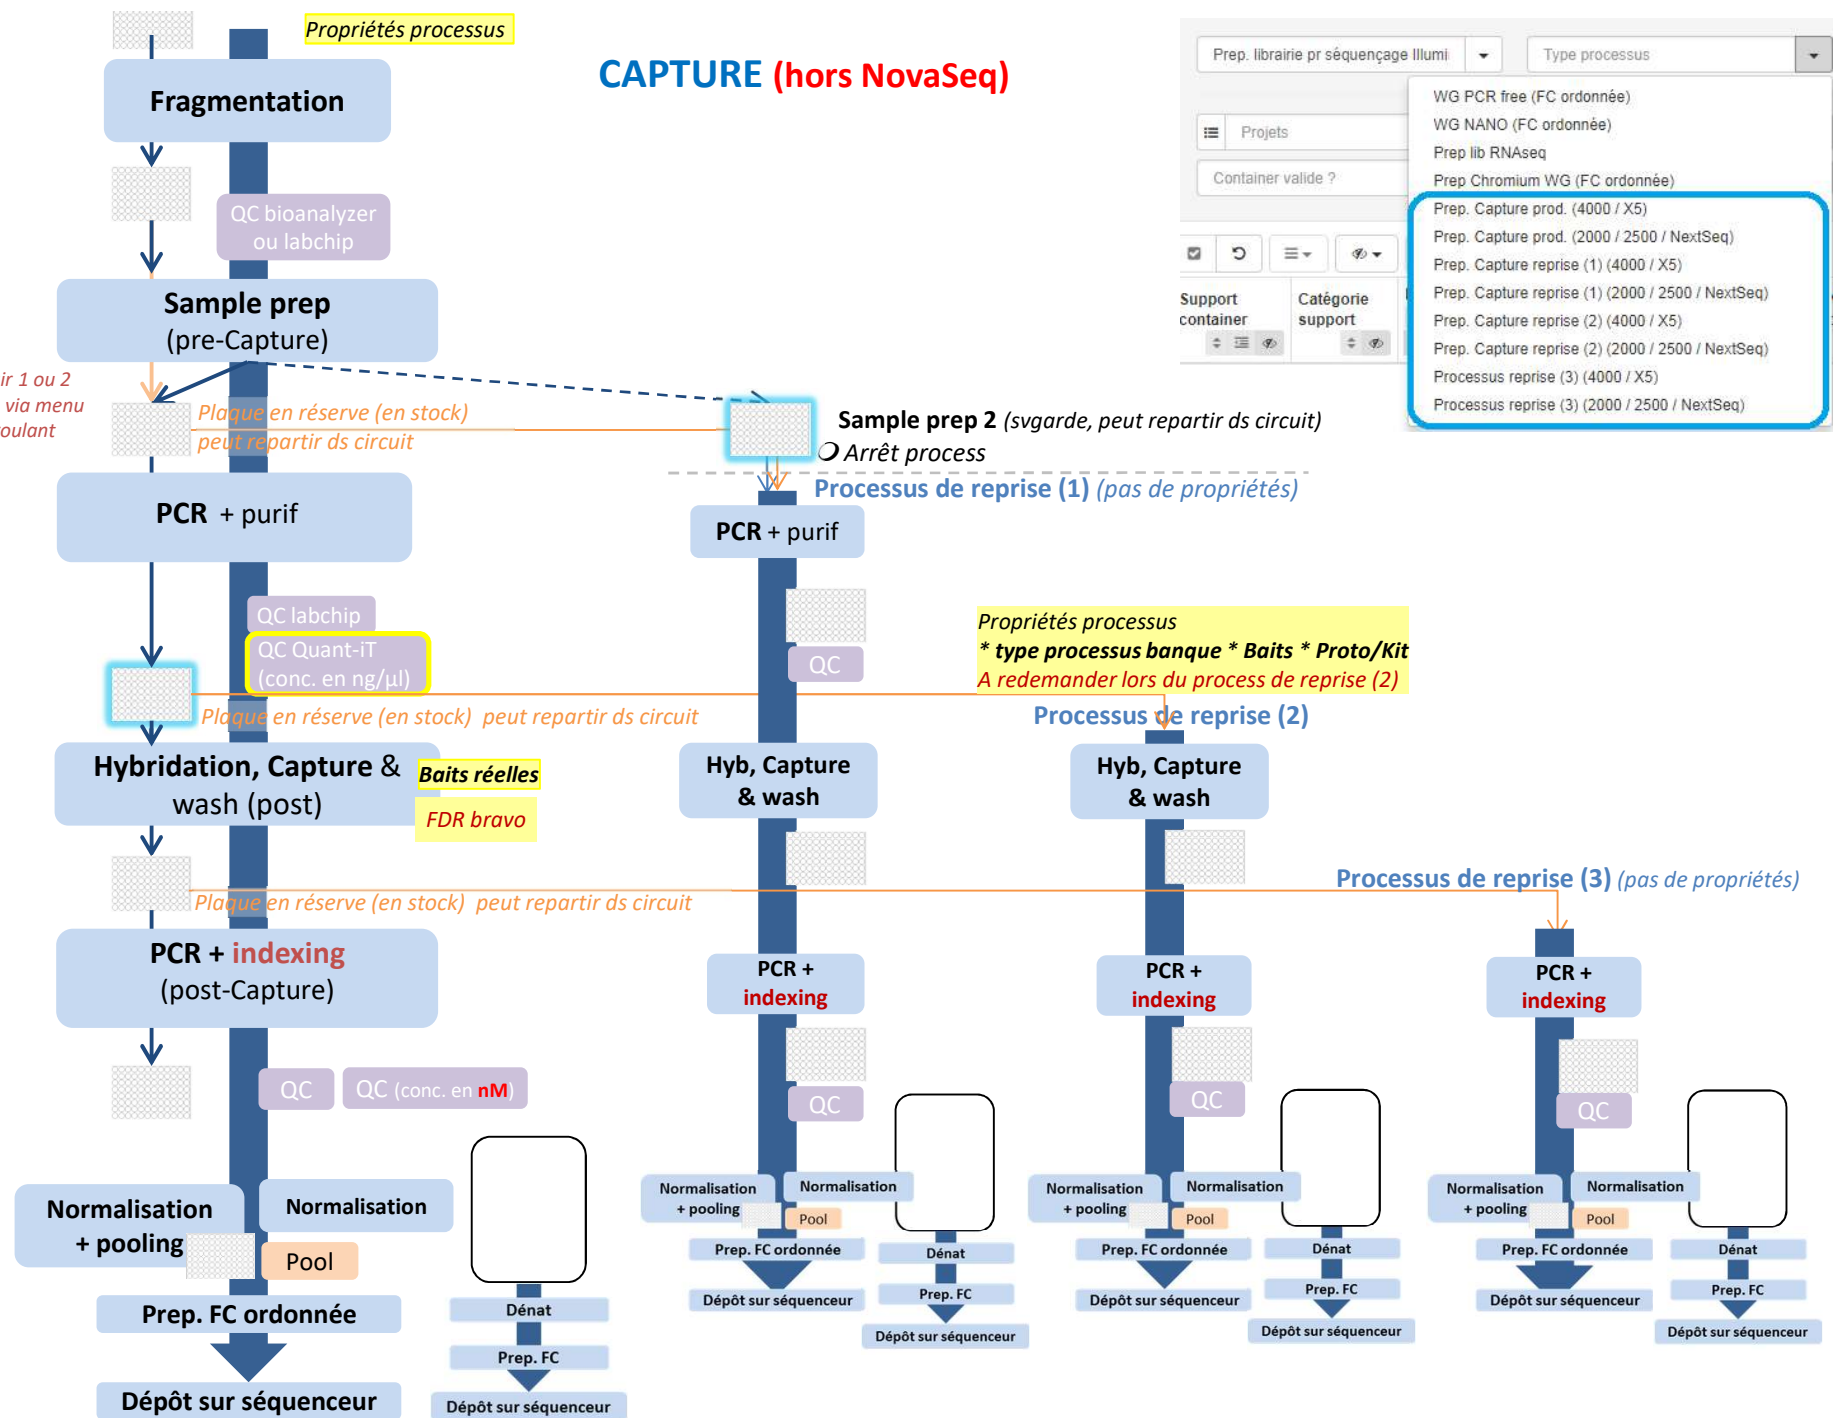 Propriétés processus
CAPTURE (hors NovaSeq)
Fragmentation
QC bioanalyzer
ou labchip
Sample prep
(pre-Capture)
ir 1 ou 2
via menu
oulant
Plaque en réserve (en stock)
peut repartir ds circuit
Sample prep 2 (svgarde, peut repartir ds circuit)
Arrêt process
Processus de reprise (1) (pas de propriétés)
PCR + purif
PCR + purif
QC labchip
QC Quant-iT
(conc. en ng/µl)
QC
Propriétés processus
* type processus banque * Baits * Proto/Kit
A redemander lors du process de reprise (2)
Plaque en réserve (en stock) peut repartir ds circuit
Processus de reprise (2)
Hybridation, Capture &
wash (post)
Baits réelles
FDR bravo
Hyb, Capture
& wash
Hyb, Capture
& wash
Plaque en réserve (en stock) peut repartir ds circuit
Processus de reprise (3) (pas de propriétés)
PCR + indexing
(post-Capture)
PCR +
indexing
PCR +
indexing
PCR +
indexing
QC
QC (conc. en nM)
QC
QC
QC
Normalisation
+ pooling
Normalisation
Pool
Prep. FC ordonnée
Dépôt sur séquenceur
Dénat
Prep. FC
Dépôt sur séquenceur
Normalisation
+ pooling
Normalisation
Pool
Prep. FC ordonnée
Dépôt sur séquenceur
Dénat
Prep. FC
Dépôt sur séquenceur
Normalisation
+ pooling
Normalisation
Pool
Prep. FC ordonnée
Dépôt sur séquenceur
Dénat
Prep. FC
Dépôt sur séquenceur
Normalisation
+ pooling
Normalisation
Pool
Prep. FC ordonnée
Dépôt sur séquenceur
Dénat
Prep. FC
Dépôt sur séquenceur
Prep. librairie pr séquençage Illumi
Type processus
Projets
Container valide ?
Support
container
Catégorie
support
WG PCR free (FC ordonnée)
WG NANO (FC ordonnée)
Prep lib RNAseq
Prep Chromium WG (FC ordonnée)
Prep. Capture prod. (4000 / X5)
Prep. Capture prod. (2000 / 2500 / NextSeq)
Prep. Capture reprise (1) (4000 / X5)
Prep. Capture reprise (1) (2000 / 2500 / NextSeq)
Prep. Capture reprise (2) (4000 / X5)
Prep. Capture reprise (2) (2000 / 2500 / NextSeq)
Processus reprise (3) (4000 / X5)
Processus reprise (3) (2000 / 2500 / NextSeq)